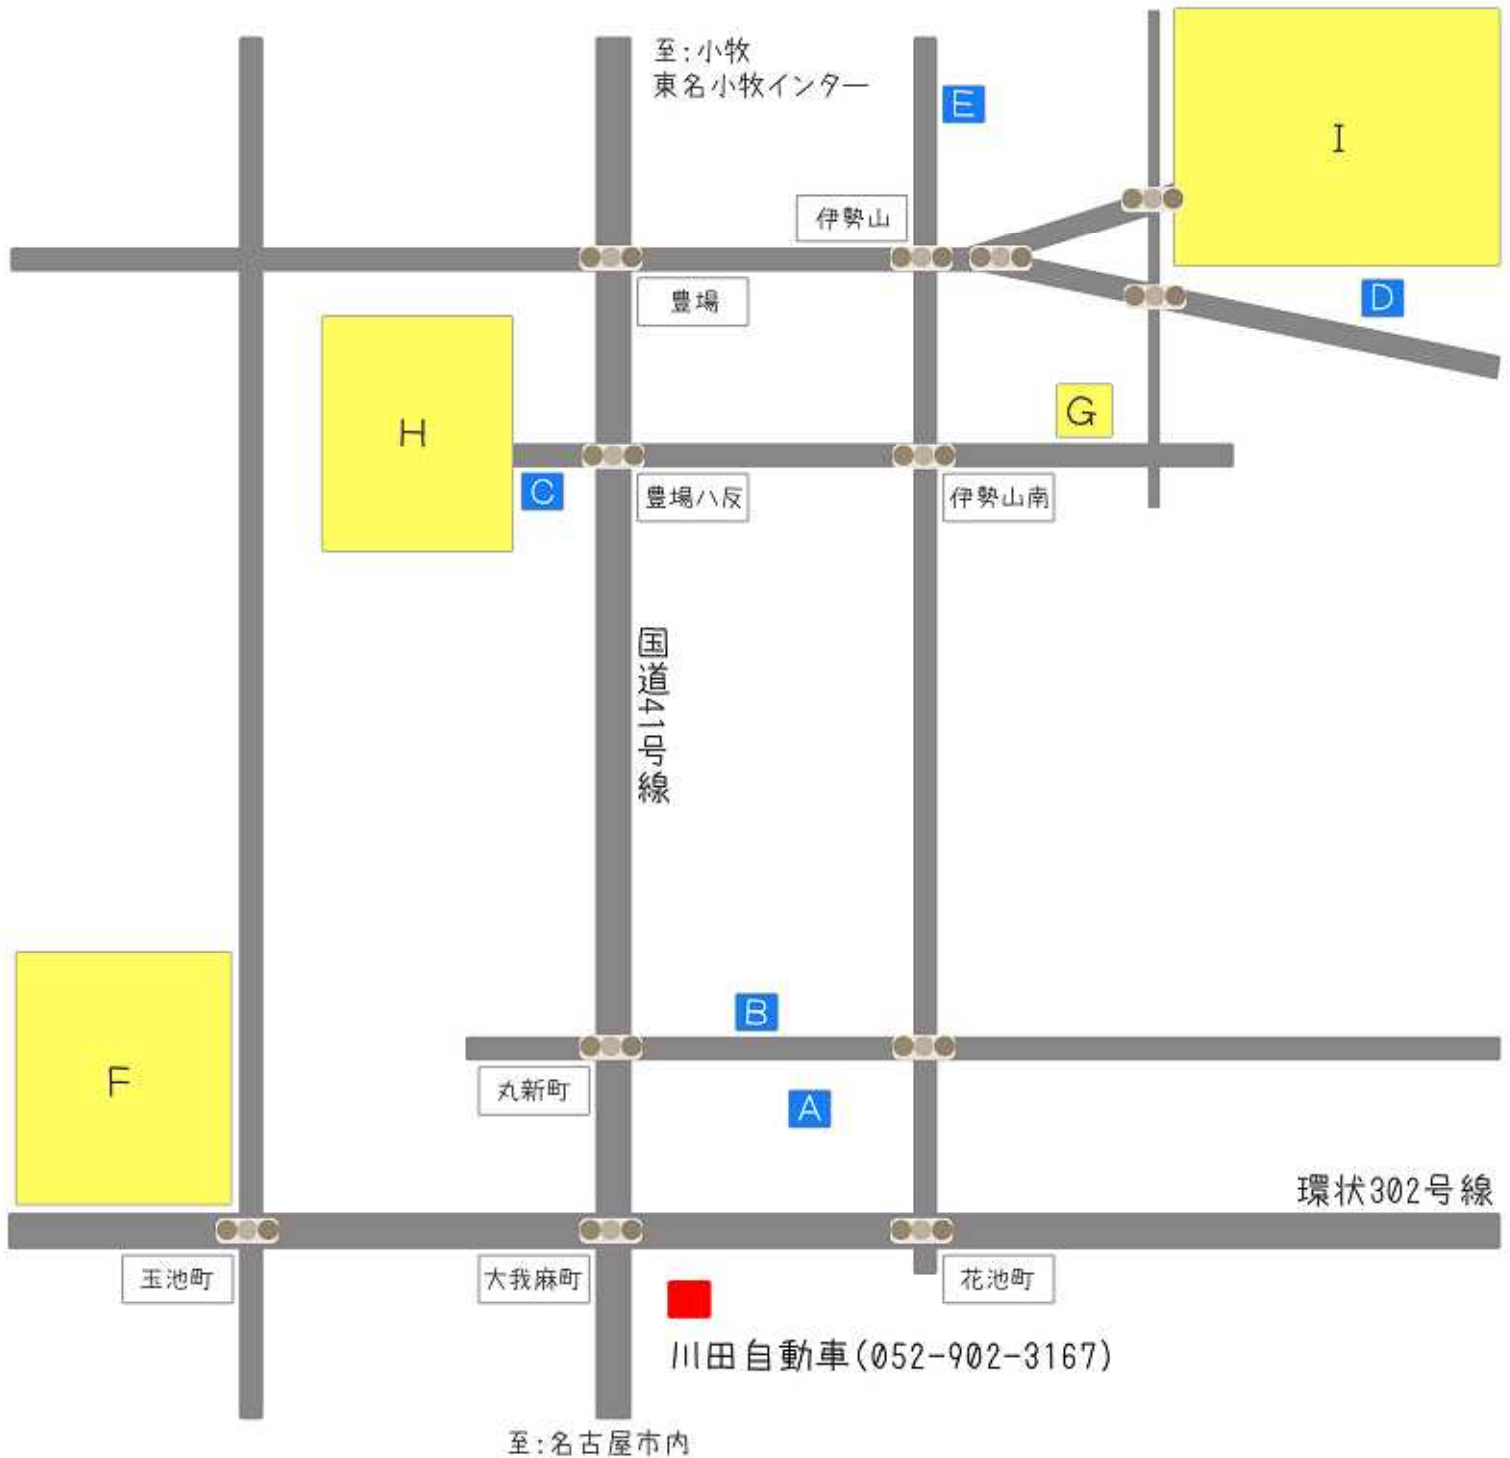 至:小牧
東名小牧インター
E
I
伊勢山
豊場
D
G
H
C
豊場八反
伊勢山南
国道41号線
B
F
丸新町
A
環状302号線
玉池町
大我麻町
花池町
川田自動車(052-902-3167)
至:名古屋市内